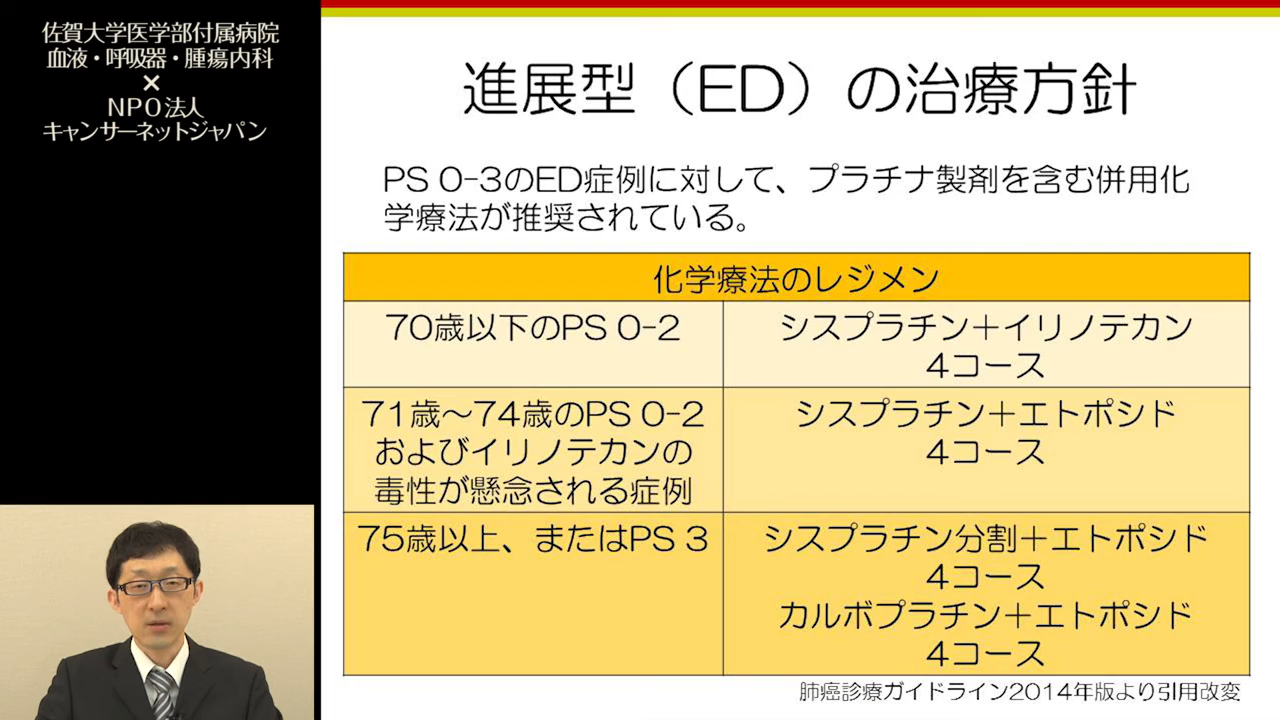 佐賀大学医学部付属病院
血液・呼吸器・腫瘍内科
×
NPO法人
キャンサーネットジャパン
進展型（ED）の治療方針
PS 0-3のED症例に対して、プラチナ製剤を含む併用化
学療法が推奨されている。
化学療法のレジメン
70歳以下のPS 0-2
シスプラチン＋イリノテカン
4コース
71歳～74歳のPS 0-2
およびイリノテカンの
毒性が懸念される症例
シスプラチン＋エトポシド
4コース
75歳以上、またはPS 3
シスプラチン分割＋エトポシド
4コース
カルボプラチン＋エトポシド
4コース
肺癌診療ガイドライン2014年版より引用改変